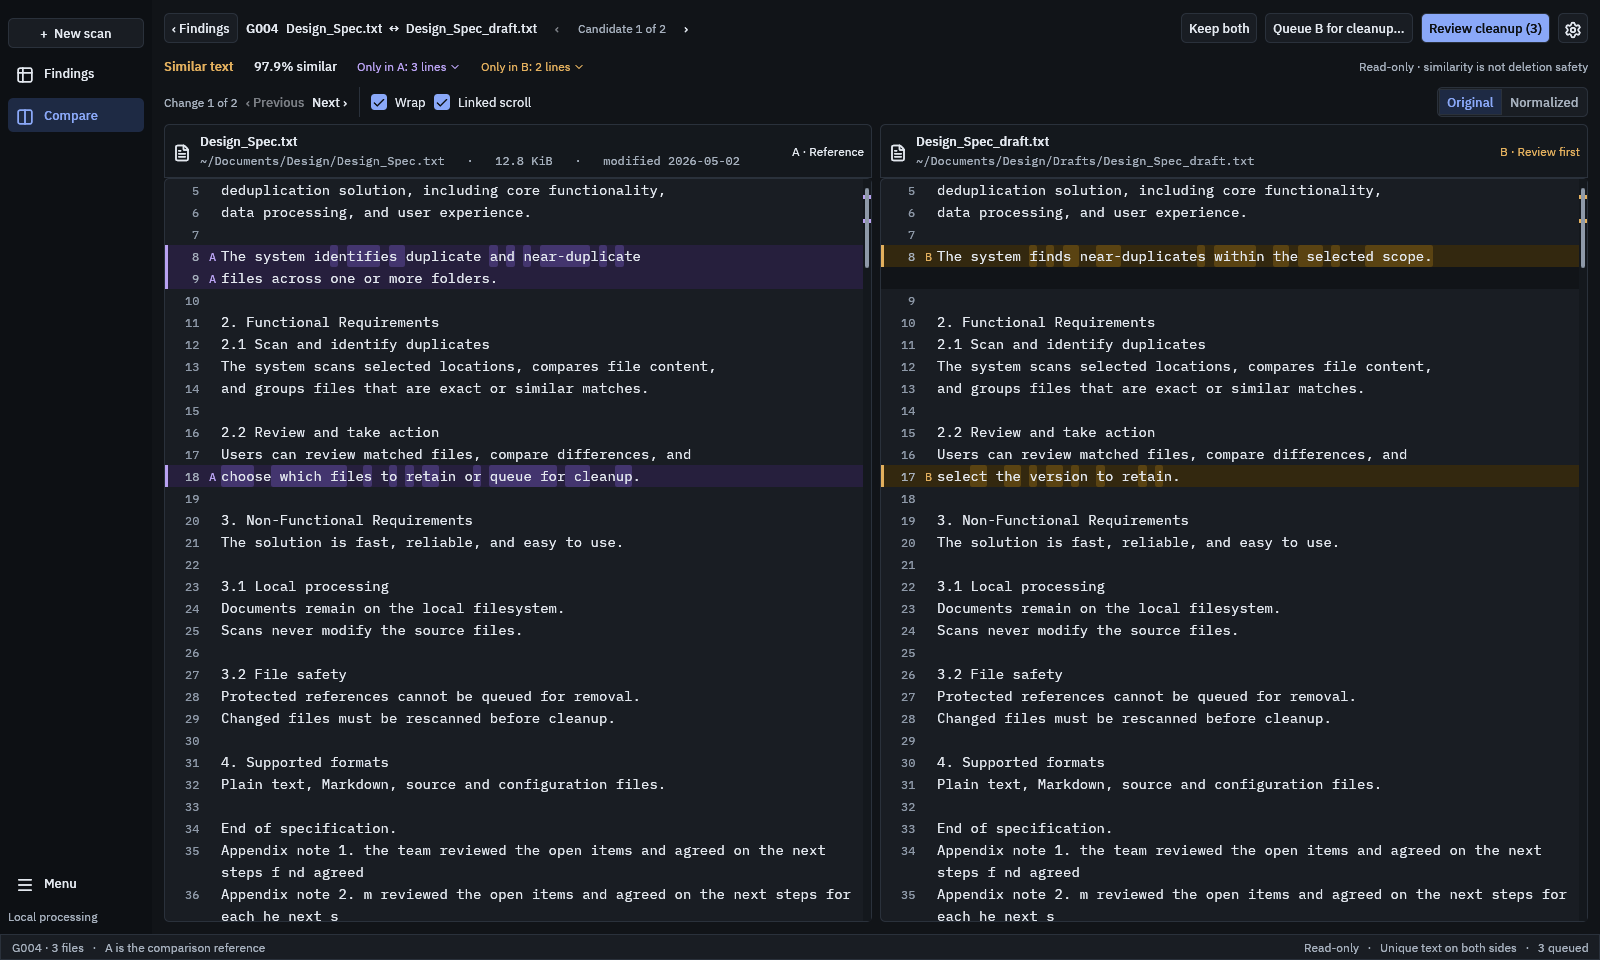 + New scan
Findings
Compare
‹ Findings G004 Design_Spec.txt ↔ Design_Spec_draft.txt ‹ Candidate 1 of 2 ›
Keep both Queue B for cleanup... Review cleanup (3)
Similar text 97.9% similar Only in A: 3 lines Only in B: 2 lines
Read-only · similarity is not deletion safety
Change 1 of 2 ‹ Previous Next › Wrap Linked scroll
Original Normalized
Design_Spec.txt
~/Documents/Design/Design_Spec.txt · 12.8 KiB · modified 2026-05-02
A · Reference
5 deduplication solution, including core functionality,
6 data processing, and user experience.
7
8 A The system identifies duplicate and near-duplicate
9 A files across one or more folders.
10
11 2. Functional Requirements
12 2.1 Scan and identify duplicates
13 The system scans selected locations, compares file content,
14 and groups files that are exact or similar matches.
15
16 2.2 Review and take action
17 Users can review matched files, compare differences, and
18 A choose which files to retain or queue for cleanup.
19
20 3. Non-Functional Requirements
21 The solution is fast, reliable, and easy to use.
22
23 3.1 Local processing
24 Documents remain on the local filesystem.
25 Scans never modify the source files.
26
27 3.2 File safety
28 Protected references cannot be queued for removal.
29 Changed files must be rescanned before cleanup.
30
31 4. Supported formats
32 Plain text, Markdown, source and configuration files.
33
34 End of specification.
35 Appendix note 1. the team reviewed the open items and agreed on the next
steps f nd agreed
36 Appendix note 2. m reviewed the open items and agreed on the next steps for
each he next s
Design_Spec_draft.txt
~/Documents/Design/Drafts/Design_Spec_draft.txt
B · Review first
5 deduplication solution, including core functionality,
6 data processing, and user experience.
7
8 B The system finds near-duplicates within the selected scope.
9
10 2. Functional Requirements
11 2.1 Scan and identify duplicates
12 The system scans selected locations, compares file content,
13 and groups files that are exact or similar matches.
14
15 2.2 Review and take action
16 Users can review matched files, compare differences, and
17 B select the version to retain.
18
19 3. Non-Functional Requirements
20 The solution is fast, reliable, and easy to use.
21
22 3.1 Local processing
23 Documents remain on the local filesystem.
24 Scans never modify the source files.
25
26 3.2 File safety
27 Protected references cannot be queued for removal.
28 Changed files must be rescanned before cleanup.
29
30 4. Supported formats
31 Plain text, Markdown, source and configuration files.
32
33 End of specification.
34 Appendix note 1. the team reviewed the open items and agreed on the next
steps f nd agreed
35 Appendix note 2. m reviewed the open items and agreed on the next steps for
each he next s
Menu
Local processing
G004 · 3 files · A is the comparison reference
Read-only · Unique text on both sides · 3 queued